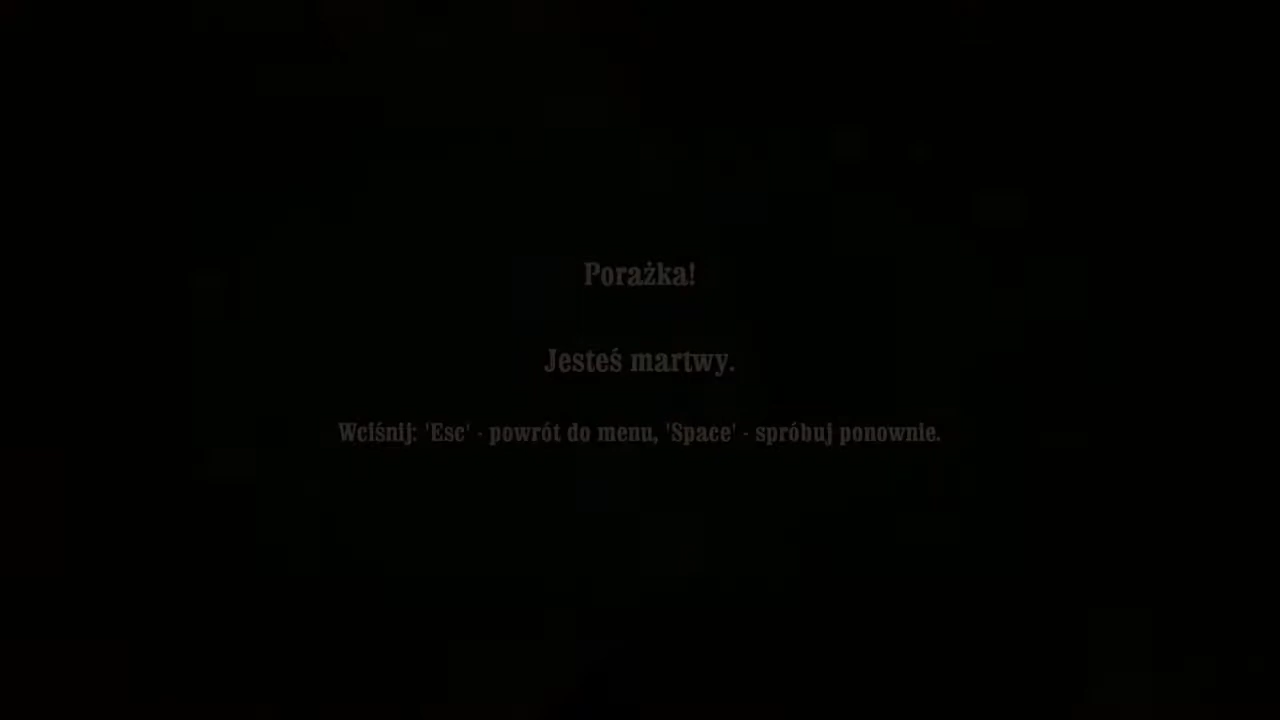 Porażka!
Jesteś martwy.
Wciśnij: 'Esc' - powrót do menu, 'Space' - spróbuj ponownie.